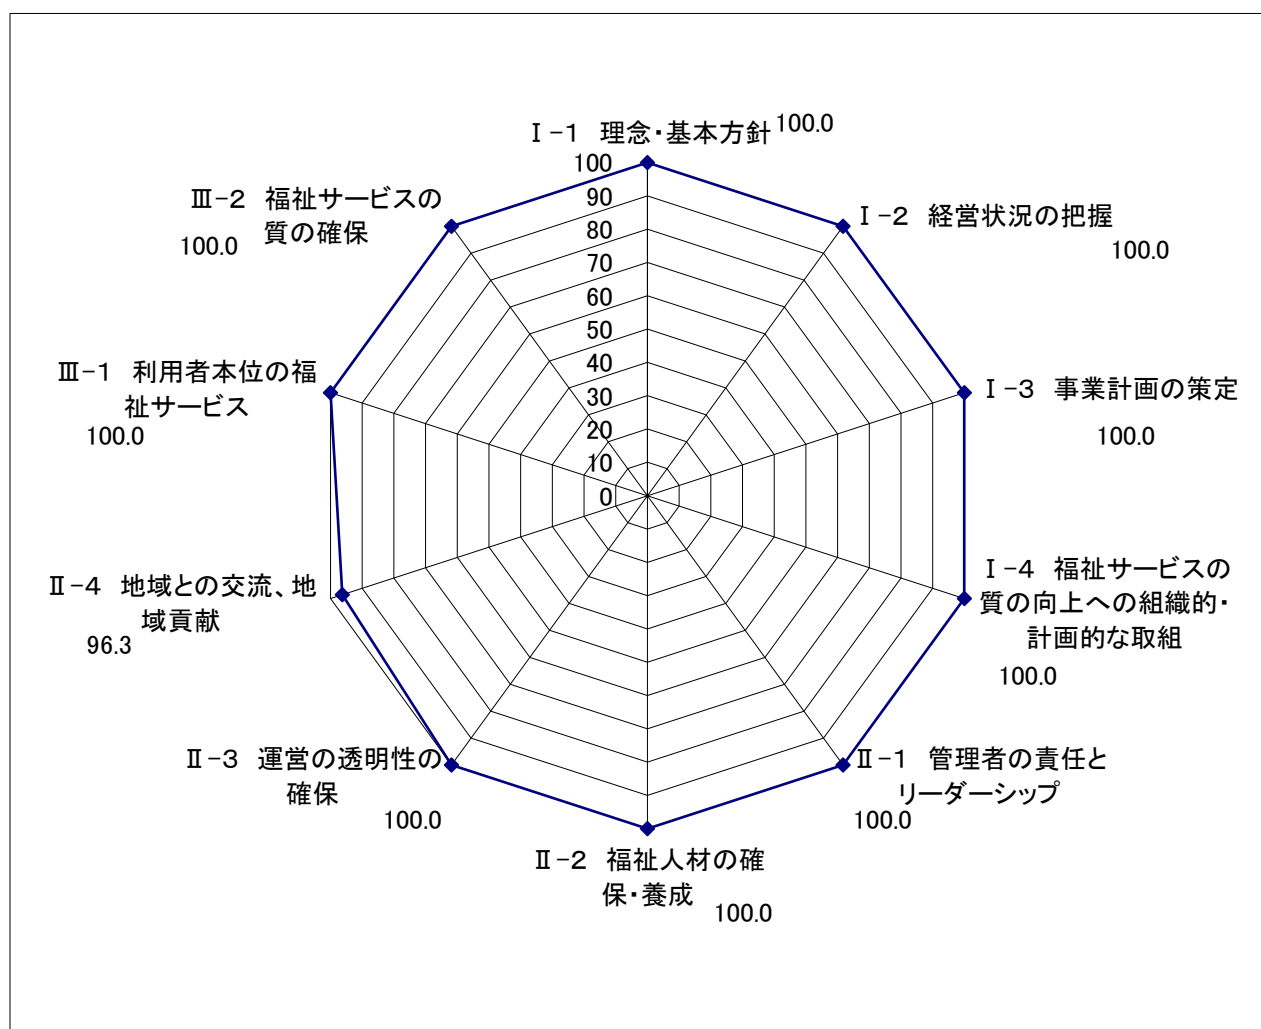 Ⅰ-1 理念・基本方針
100.0
Ⅰ-2 経営状況の把握
100.0
Ⅰ-3 事業計画の策定
100.0
Ⅰ-4 福祉サービスの
質の向上への組織的・
計画的な取組
100.0
Ⅱ-1 管理者の責任と
リーダーシップ
100.0
Ⅱ-2 福祉人材の確
保・養成
100.0
Ⅱ-3 運営の透明性の
確保
100.0
Ⅱ-4 地域との交流、地
域貢献
96.3
Ⅲ-1 利用者本位の福
祉サービス
100.0
Ⅲ-2 福祉サービスの
質の確保
100.0
100
90
80
70
60
50
40
30
20
10
0